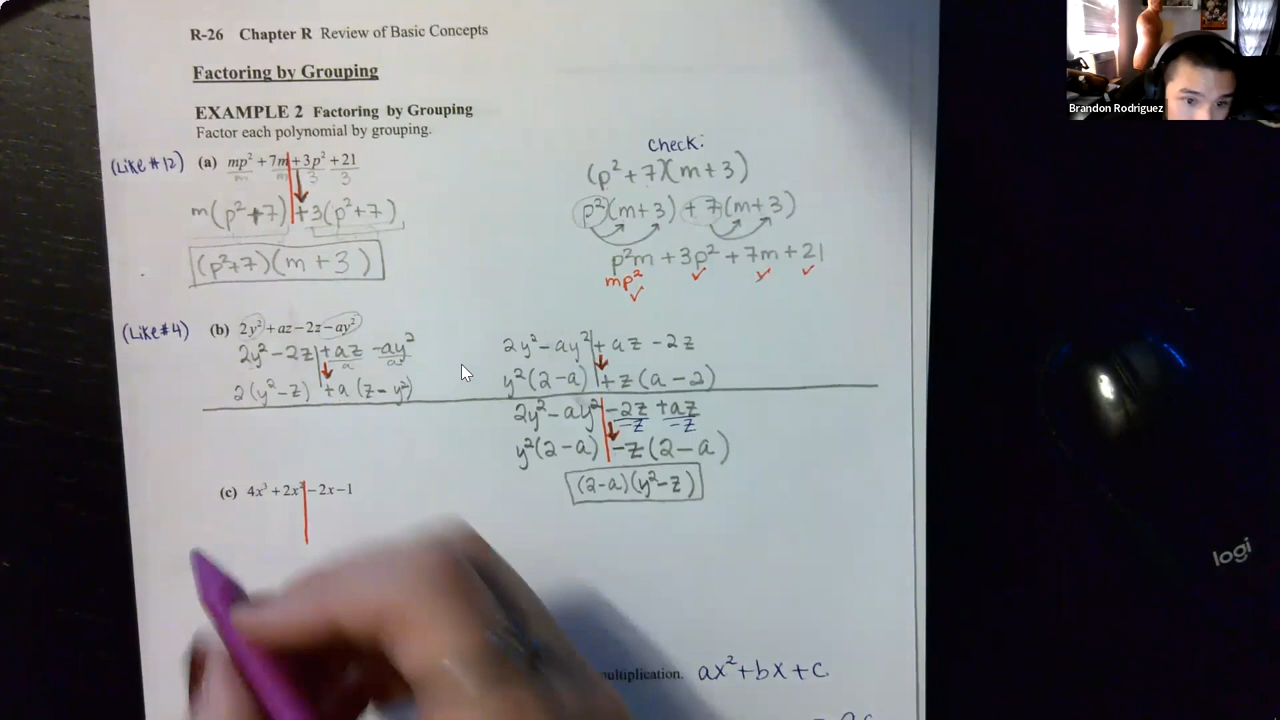 R-26 Chapter R Review of Basic Concepts
Factoring by Grouping
EXAMPLE 2 Factoring by Grouping
Factor each polynomial by grouping.
(Like #12) (a) mp² + 7m + 3p² + 21
m m 3 3
m(p²+7) + 3(p²+7)
(p²+7)(m + 3)
check:
(p² + 7)(m + 3)
p²(m+3) + 7(m+3)
p²m + 3p² + 7m + 21
mp² ✓ ✓ ✓
✓
(Like #4) (b) 2y² + az − 2z − ay²
2y² − 2z + az − ay²
a a
2(y² − z) + a(z − y²)
2y² − ay² + az − 2z
y²(2 − a) + z(a − 2)
2y² − ay² − 2z + az
−z −z
y²(2 − a) − z(2 − a)
(2−a)(y²−z)
(c) 4x³ + 2x² − 2x − 1
multiplication. ax² + bx + c
Brandon Rodriguez
logi